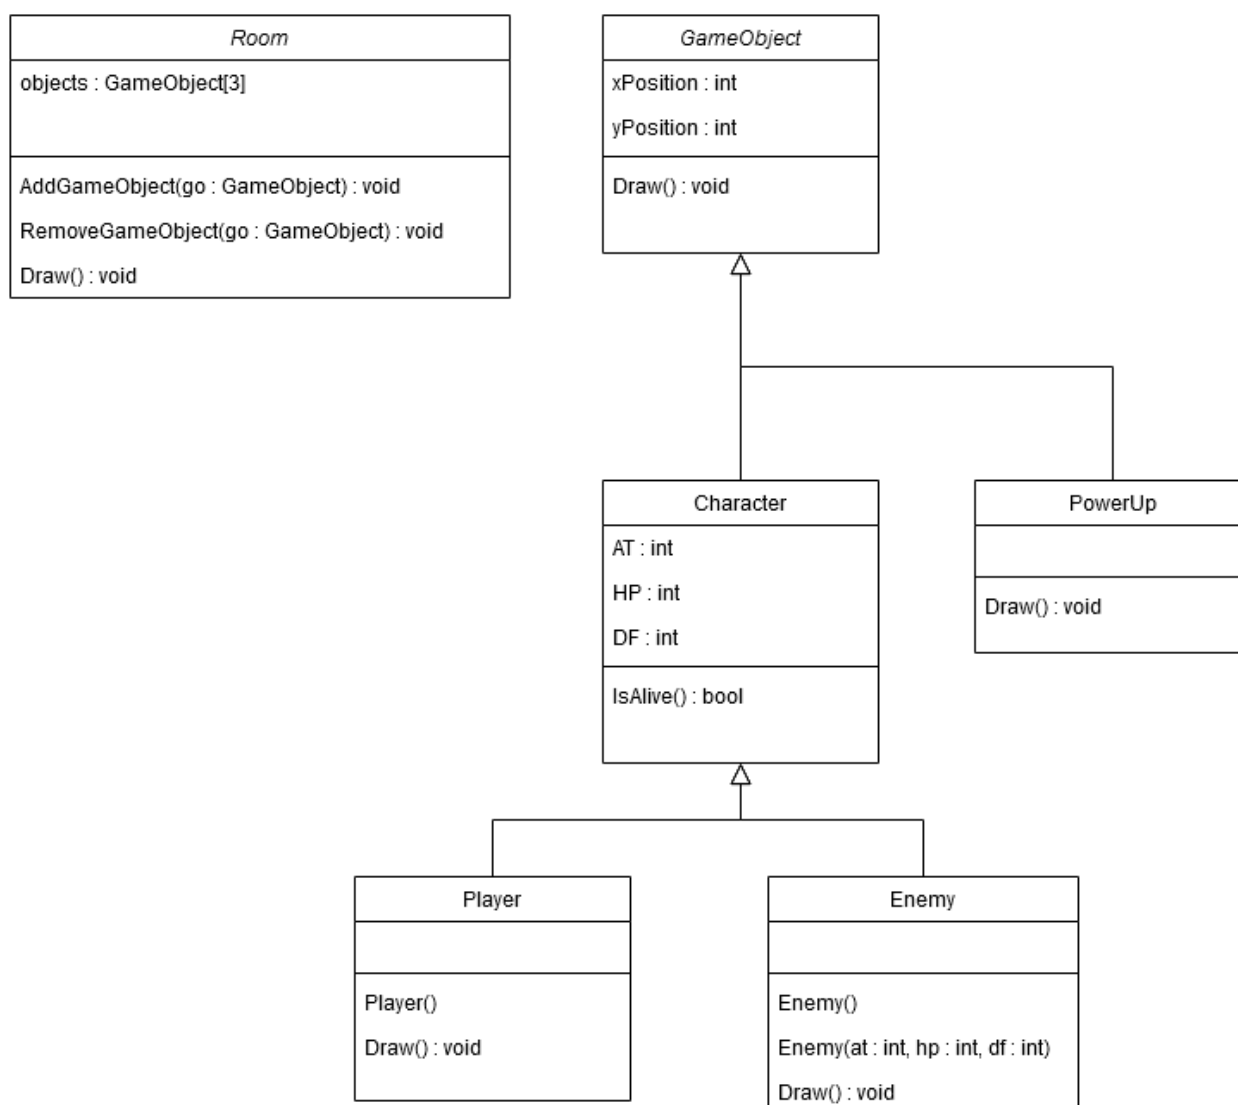 Room
objects : GameObject[3]
AddGameObject(go : GameObject) : void
RemoveGameObject(go : GameObject) : void
Draw() : void
GameObject
xPosition : int
yPosition : int
Draw() : void
Character
AT : int
HP : int
DF : int
IsAlive() : bool
PowerUp
Draw() : void
Player
Player()
Draw() : void
Enemy
Enemy()
Enemy(at : int, hp : int, df : int)
Draw() : void